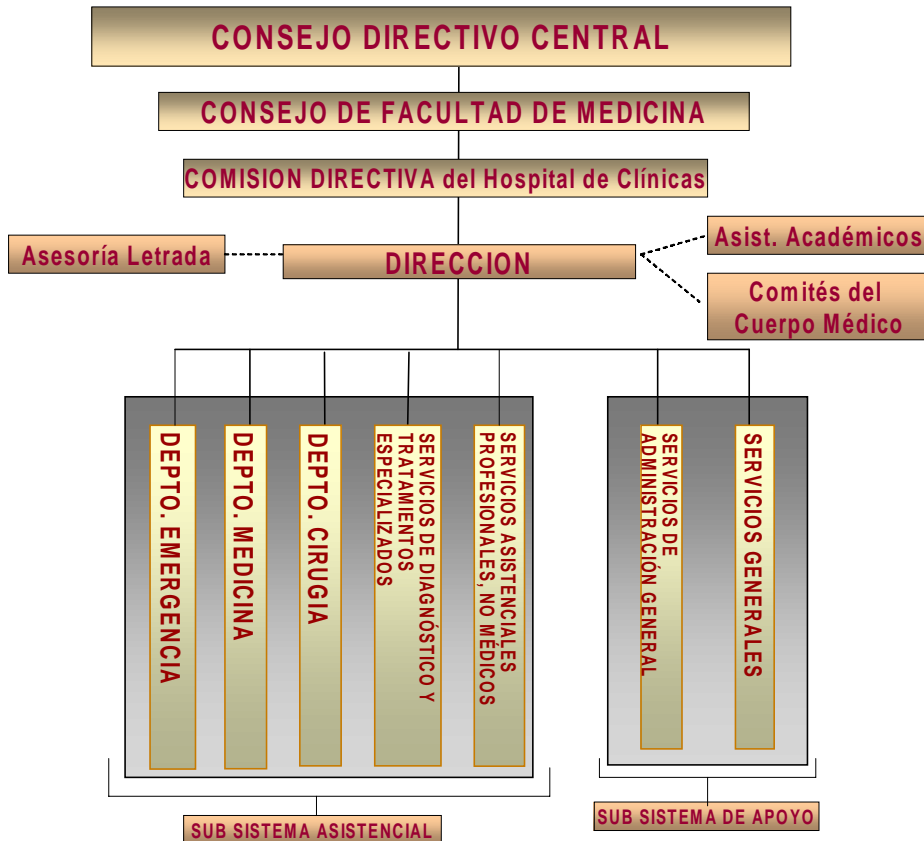 CONSEJO DIRECTIVO CENTRAL
CONSEJO DE FACULTAD DE MEDICINA
COMISION DIRECTIVA del Hospital de Clínicas
Asesoría Letrada
DIRECCION
Asist. Académicos
Comités del
Cuerpo Médico
DEPTO. EMERGENCIA
DEPTO. MEDICINA
DEPTO. CIRUGIA
SERVICIOS DE DIAGNÓSTICO Y
TRATAMIENTOS
ESPECIALIZADOS
SERVICIOS ASISTENCIALES
PROFESIONALES, NO MÉDICOS
SERVICIOS DE
ADMINISTRACIÓN GENERAL
SERVICIOS GENERALES
SUB SISTEMA ASISTENCIAL
SUB SISTEMA DE APOYO